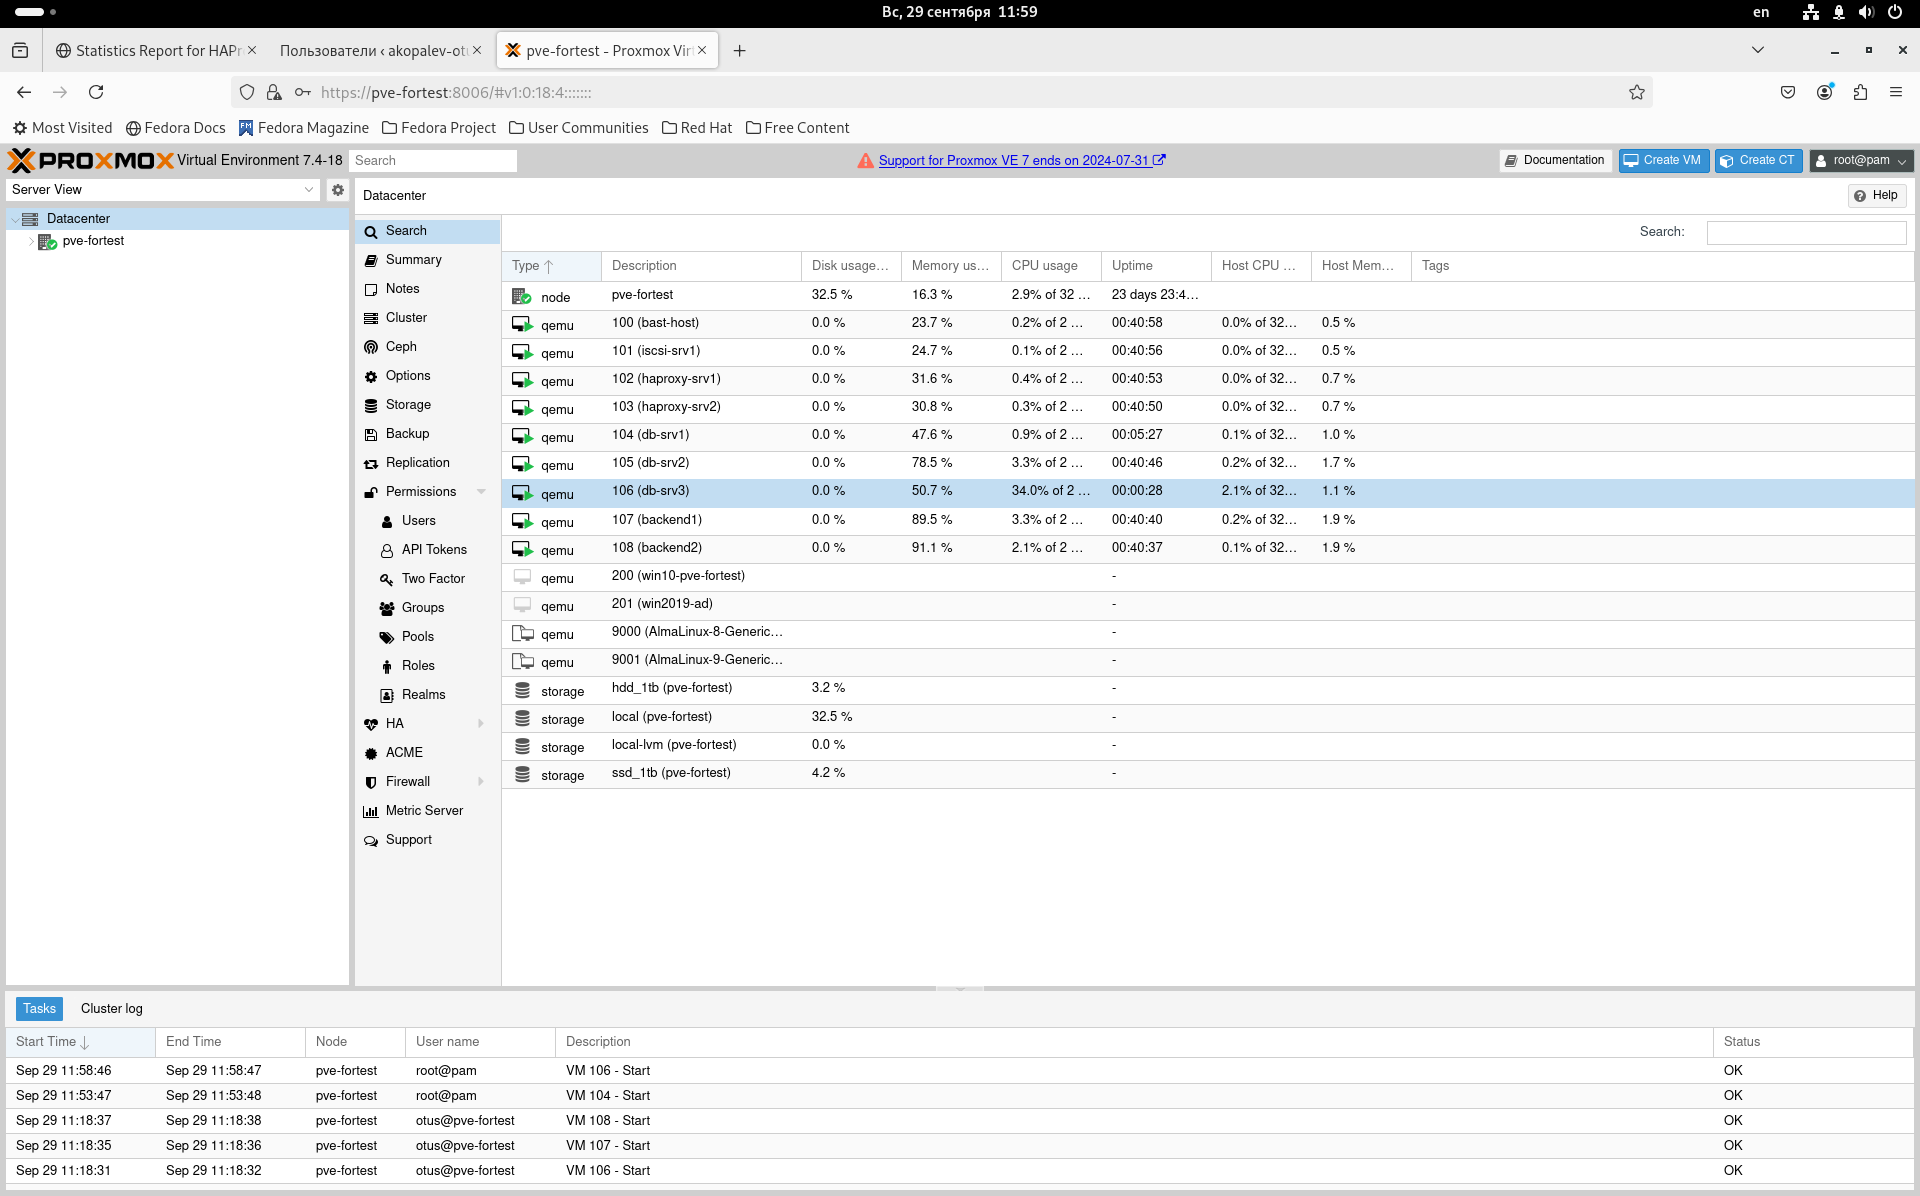 Вс, 29 сентября 11:59
en
Statistics Report for HAPr
Пользователи ‹ akopalev-otu
pve-fortest - Proxmox Virt
https://pve-fortest:8006/#v1:0:18:4:::::::
Most Visited Fedora Docs Fedora Magazine Fedora Project User Communities Red Hat Free Content
PROXMOX Virtual Environment 7.4-18 Search Support for Proxmox VE 7 ends on 2024-07-31 Documentation Create VM Create CT root@pam
Server View
Datacenter
pve-fortest
Datacenter Help
Search
Summary
Notes
Cluster
Ceph
Options
Storage
Backup
Replication
Permissions
Users
API Tokens
Two Factor
Groups
Pools
Roles
Realms
HA
ACME
Firewall
Metric Server
Support
Search:
Type Description Disk usage... Memory us... CPU usage Uptime Host CPU ... Host Mem... Tags
node pve-fortest 32.5 % 16.3 % 2.9% of 32 ... 23 days 23:4...
qemu 100 (bast-host) 0.0 % 23.7 % 0.2% of 2 ... 00:40:58 0.0% of 32... 0.5 %
qemu 101 (iscsi-srv1) 0.0 % 24.7 % 0.1% of 2 ... 00:40:56 0.0% of 32... 0.5 %
qemu 102 (haproxy-srv1) 0.0 % 31.6 % 0.4% of 2 ... 00:40:53 0.0% of 32... 0.7 %
qemu 103 (haproxy-srv2) 0.0 % 30.8 % 0.3% of 2 ... 00:40:50 0.0% of 32... 0.7 %
qemu 104 (db-srv1) 0.0 % 47.6 % 0.9% of 2 ... 00:05:27 0.1% of 32... 1.0 %
qemu 105 (db-srv2) 0.0 % 78.5 % 3.3% of 2 ... 00:40:46 0.2% of 32... 1.7 %
qemu 106 (db-srv3) 0.0 % 50.7 % 34.0% of 2 ... 00:00:28 2.1% of 32... 1.1 %
qemu 107 (backend1) 0.0 % 89.5 % 3.3% of 2 ... 00:40:40 0.2% of 32... 1.9 %
qemu 108 (backend2) 0.0 % 91.1 % 2.1% of 2 ... 00:40:37 0.1% of 32... 1.9 %
qemu 200 (win10-pve-fortest) -
qemu 201 (win2019-ad) -
qemu 9000 (AlmaLinux-8-Generic... -
qemu 9001 (AlmaLinux-9-Generic... -
storage hdd_1tb (pve-fortest) 3.2 % -
storage local (pve-fortest) 32.5 % -
storage local-lvm (pve-fortest) 0.0 % -
storage ssd_1tb (pve-fortest) 4.2 % -
Tasks Cluster log
Start Time End Time Node User name Description Status
Sep 29 11:58:46 Sep 29 11:58:47 pve-fortest root@pam VM 106 - Start OK
Sep 29 11:53:47 Sep 29 11:53:48 pve-fortest root@pam VM 104 - Start OK
Sep 29 11:18:37 Sep 29 11:18:38 pve-fortest otus@pve-fortest VM 108 - Start OK
Sep 29 11:18:35 Sep 29 11:18:36 pve-fortest otus@pve-fortest VM 107 - Start OK
Sep 29 11:18:31 Sep 29 11:18:32 pve-fortest otus@pve-fortest VM 106 - Start OK